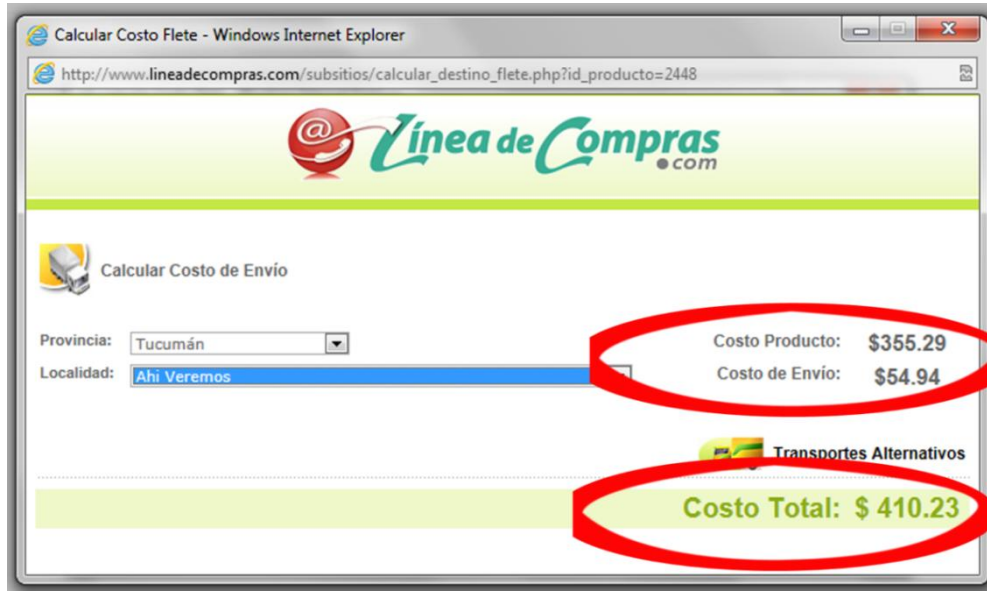 Calcular Costo Flete - Windows Internet Explorer
http://www.lineadecompras.com/subsitios/calcular_destino_flete.php?id_producto=2448
@ Línea de Compras
.com
Calcular Costo de Envío
Provincia: Tucumán
Costo Producto: $355.29
Localidad: Ahi Veremos
Costo de Envío: $54.94
Transportes Alternativos
Costo Total: $ 410.23